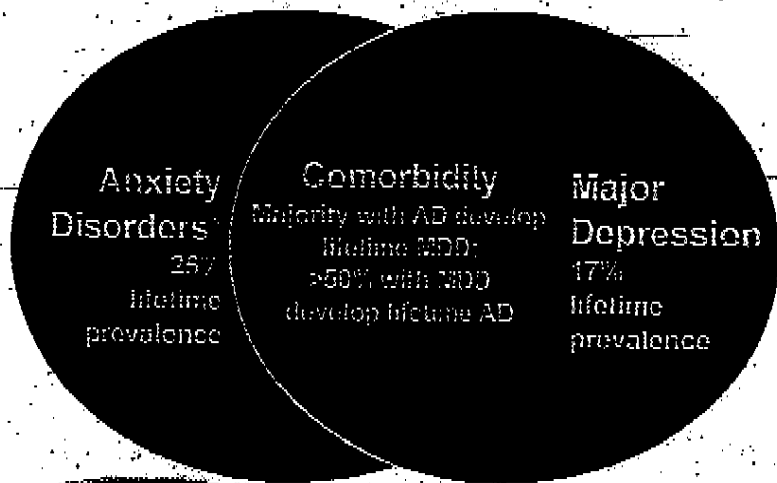 Anxiety
Disorders*
lifetime
prevalence
Comorbidity
Majority with AD develop
lifetime MDD;
>50% with MDD
develop lifetime AD
Major
Depression
17%
lifetime
prevalence